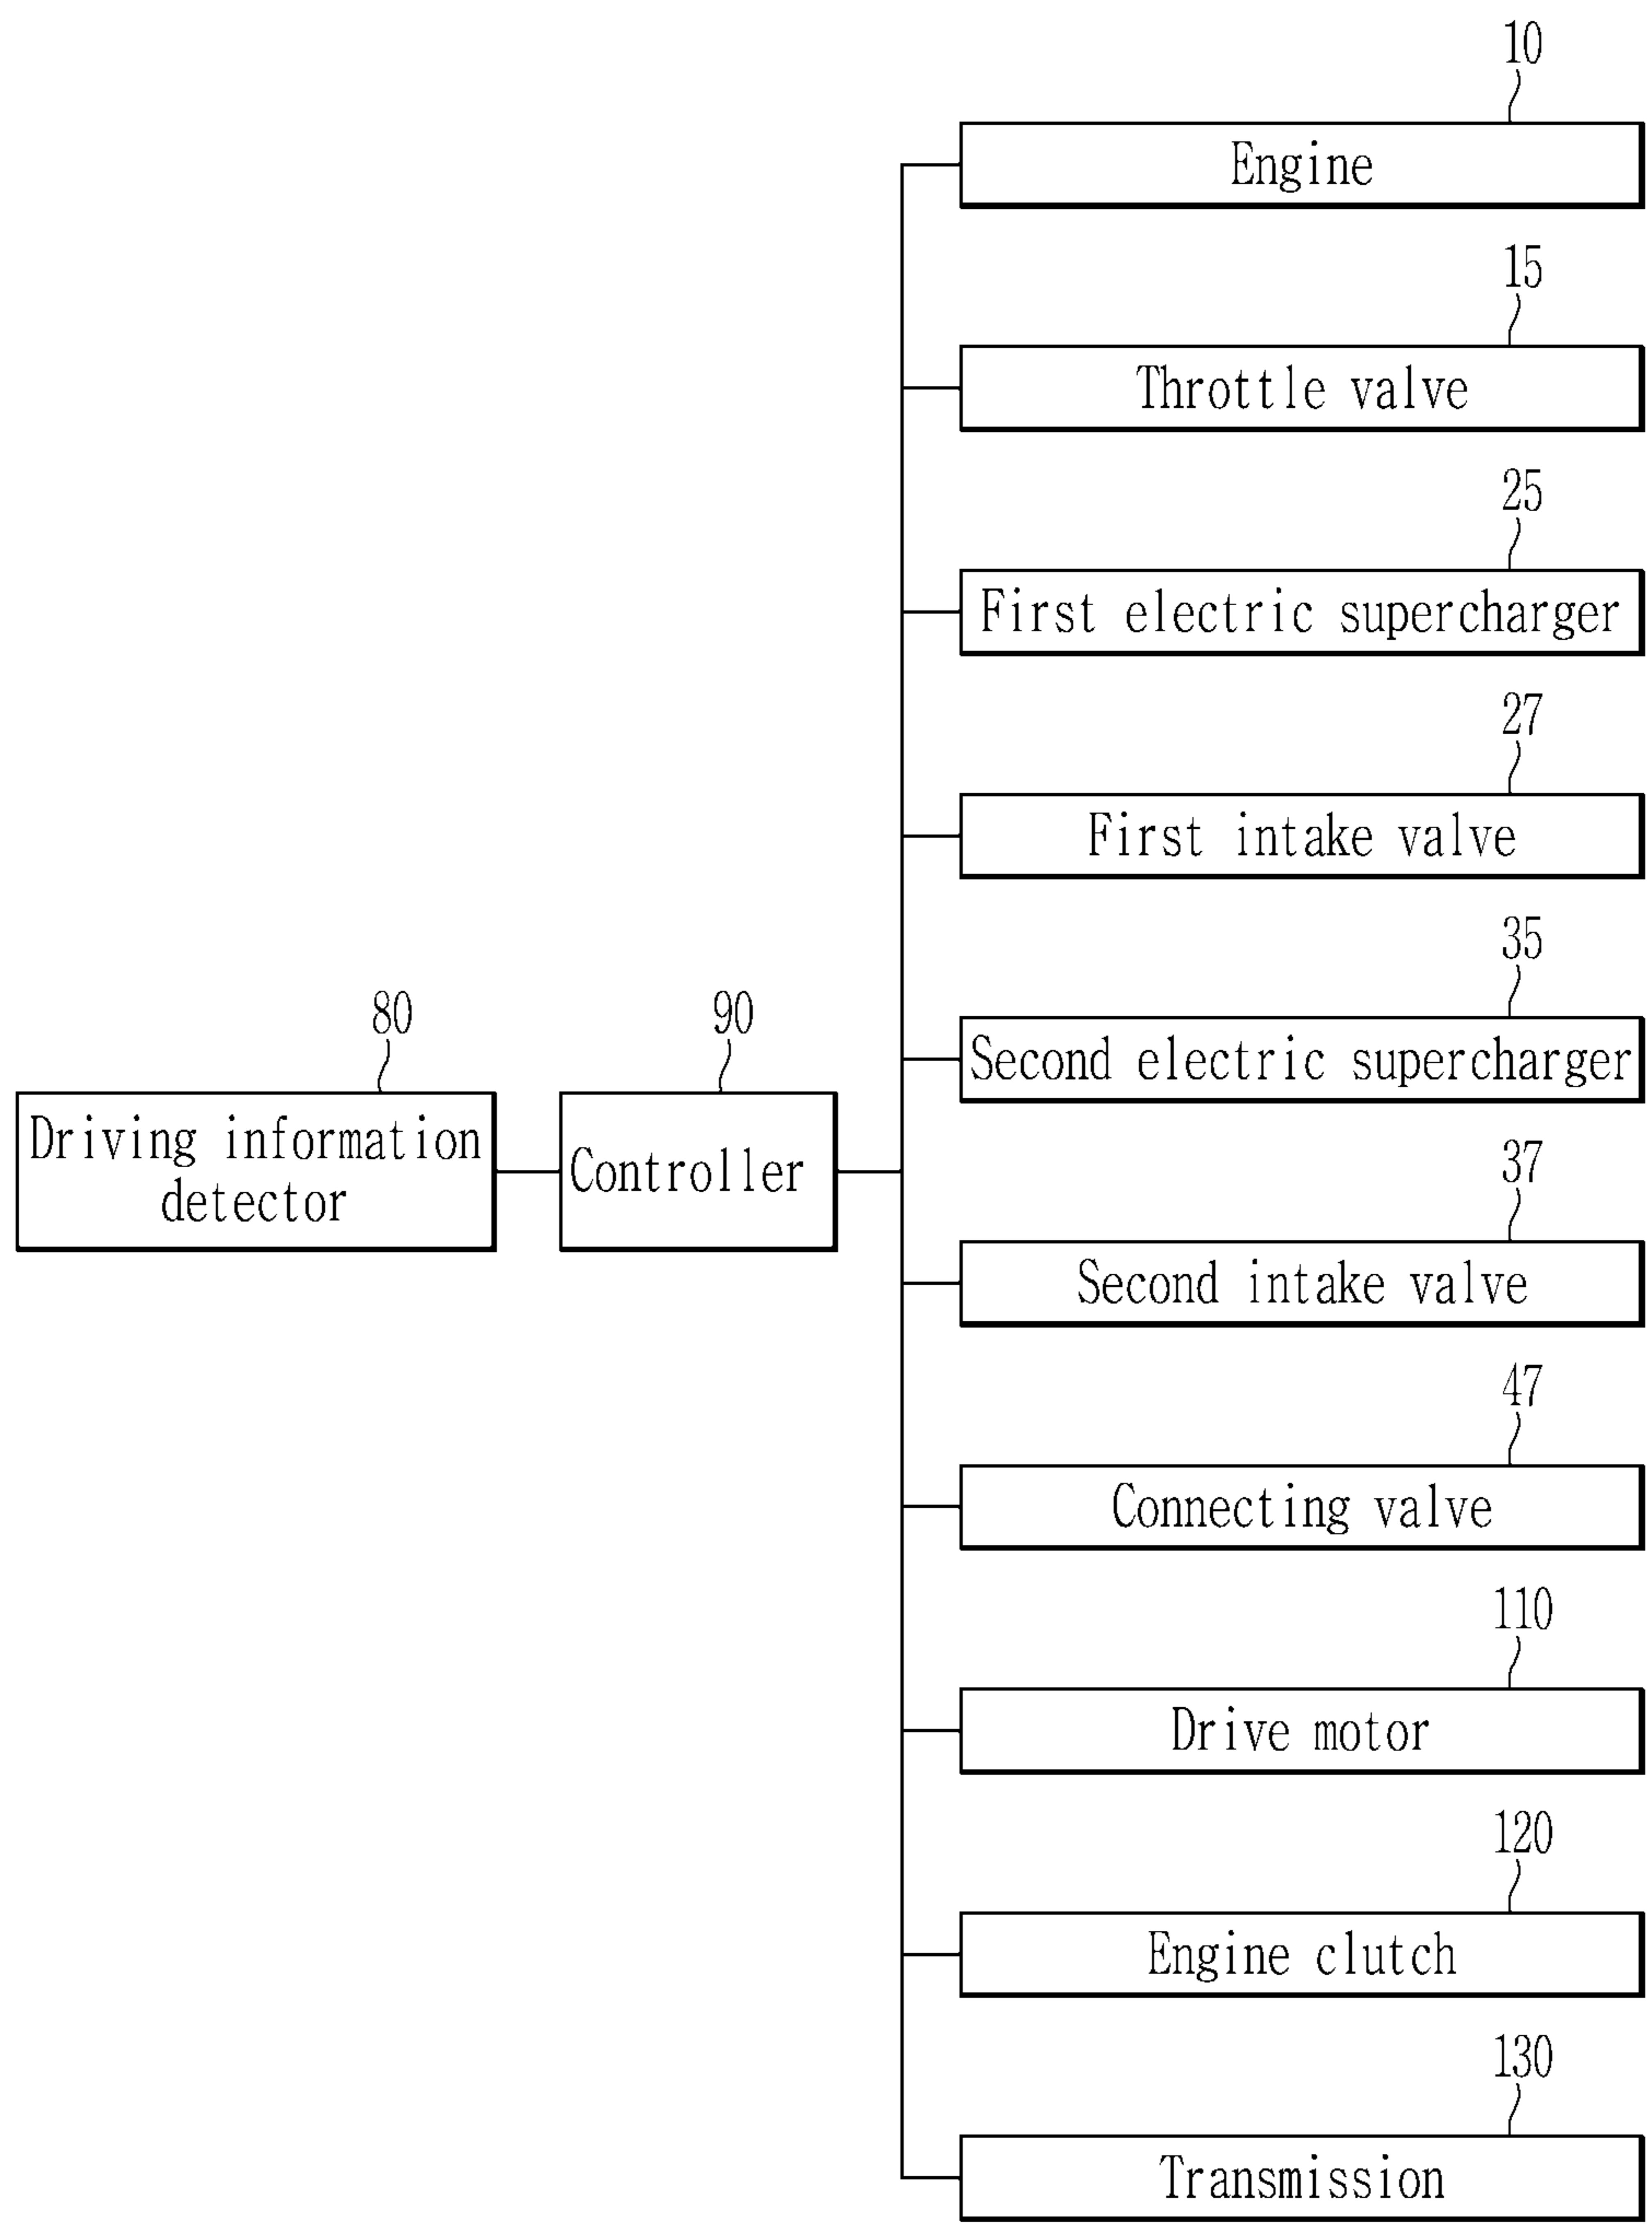 10
Engine
15
Throttle valve
25
First electric supercharger
27
First intake valve
35
Second electric supercharger
80
Driving information
detector
90
Controller
37
Second intake valve
47
Connecting valve
110
Drive motor
120
Engine clutch
130
Transmission